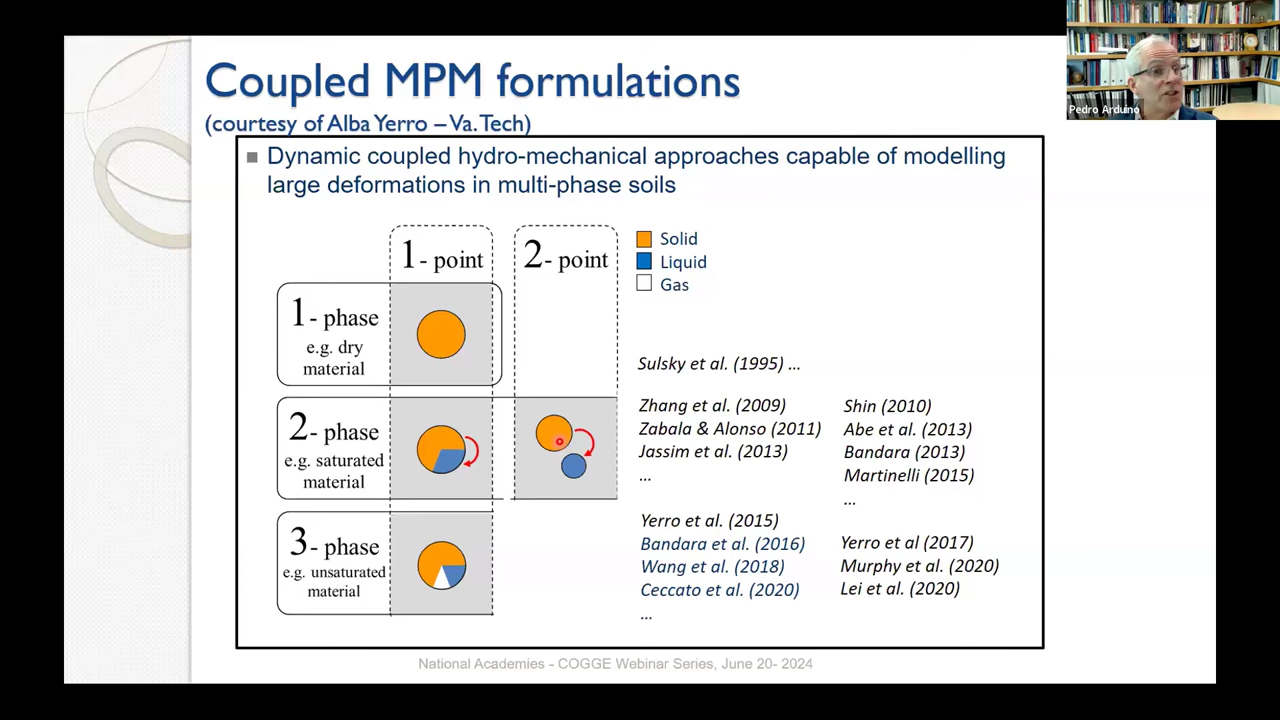 Coupled MPM formulations
(courtesy of Alba Yerro – Va. Tech)
Pedro Arduino
Dynamic coupled hydro-mechanical approaches capable of modelling
large deformations in multi-phase soils
1- point
2- point
Solid
Liquid
Gas
1- phase
e.g. dry
material
Sulsky et al. (1995) ...
2- phase
e.g. saturated
material
Zhang et al. (2009)
Zabala & Alonso (2011)
Jassim et al. (2013)
...
Shin (2010)
Abe et al. (2013)
Bandara (2013)
Martinelli (2015)
...
3- phase
e.g. unsaturated
material
Yerro et al. (2015)
Bandara et al. (2016)
Wang et al. (2018)
Ceccato et al. (2020)
...
Yerro et al (2017)
Murphy et al. (2020)
Lei et al. (2020)
National Academies - COGGE Webinar Series, June 20- 2024